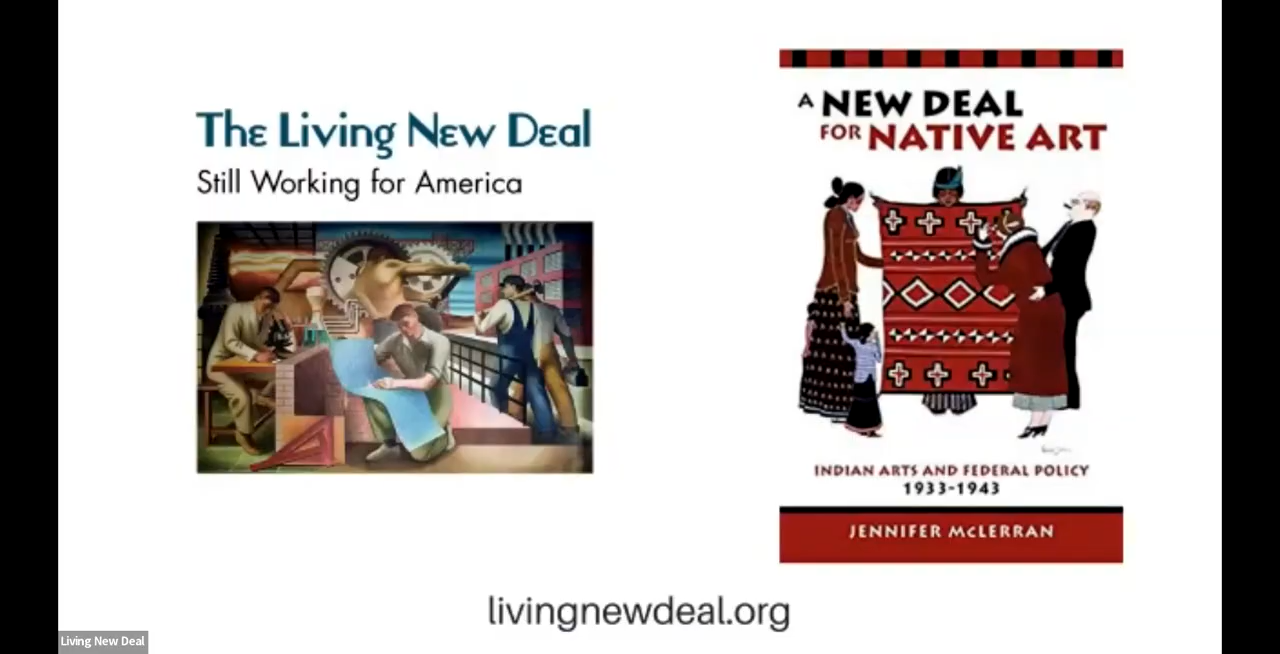 The Living New Deal
Still Working for America
A NEW DEAL
FOR NATIVE ART
INDIAN ARTS AND FEDERAL POLICY
1933-1943
JENNIFER McLERRAN
livingnewdeal.org
Living New Deal